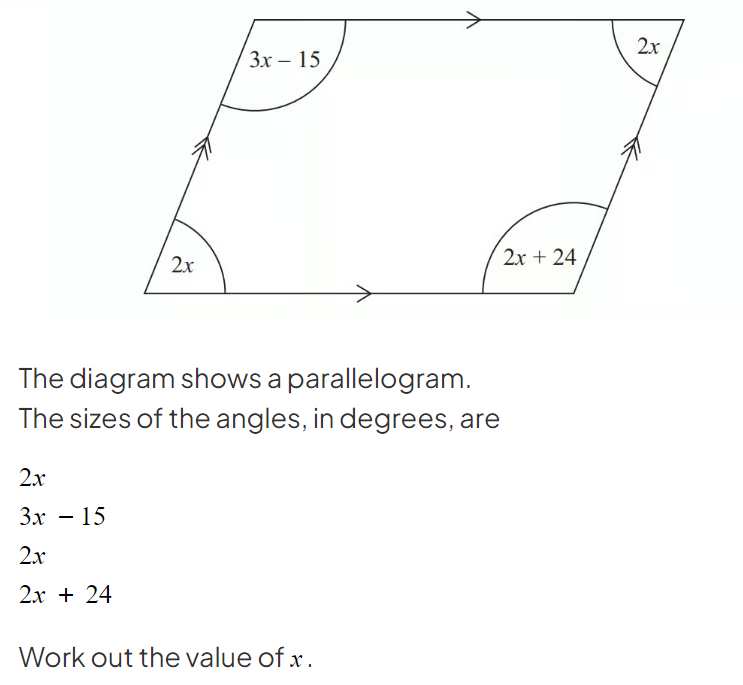 3x – 15
2x
2x
2x + 24
The diagram shows a parallelogram.
The sizes of the angles, in degrees, are
2x
3x − 15
2x
2x + 24
Work out the value of x.